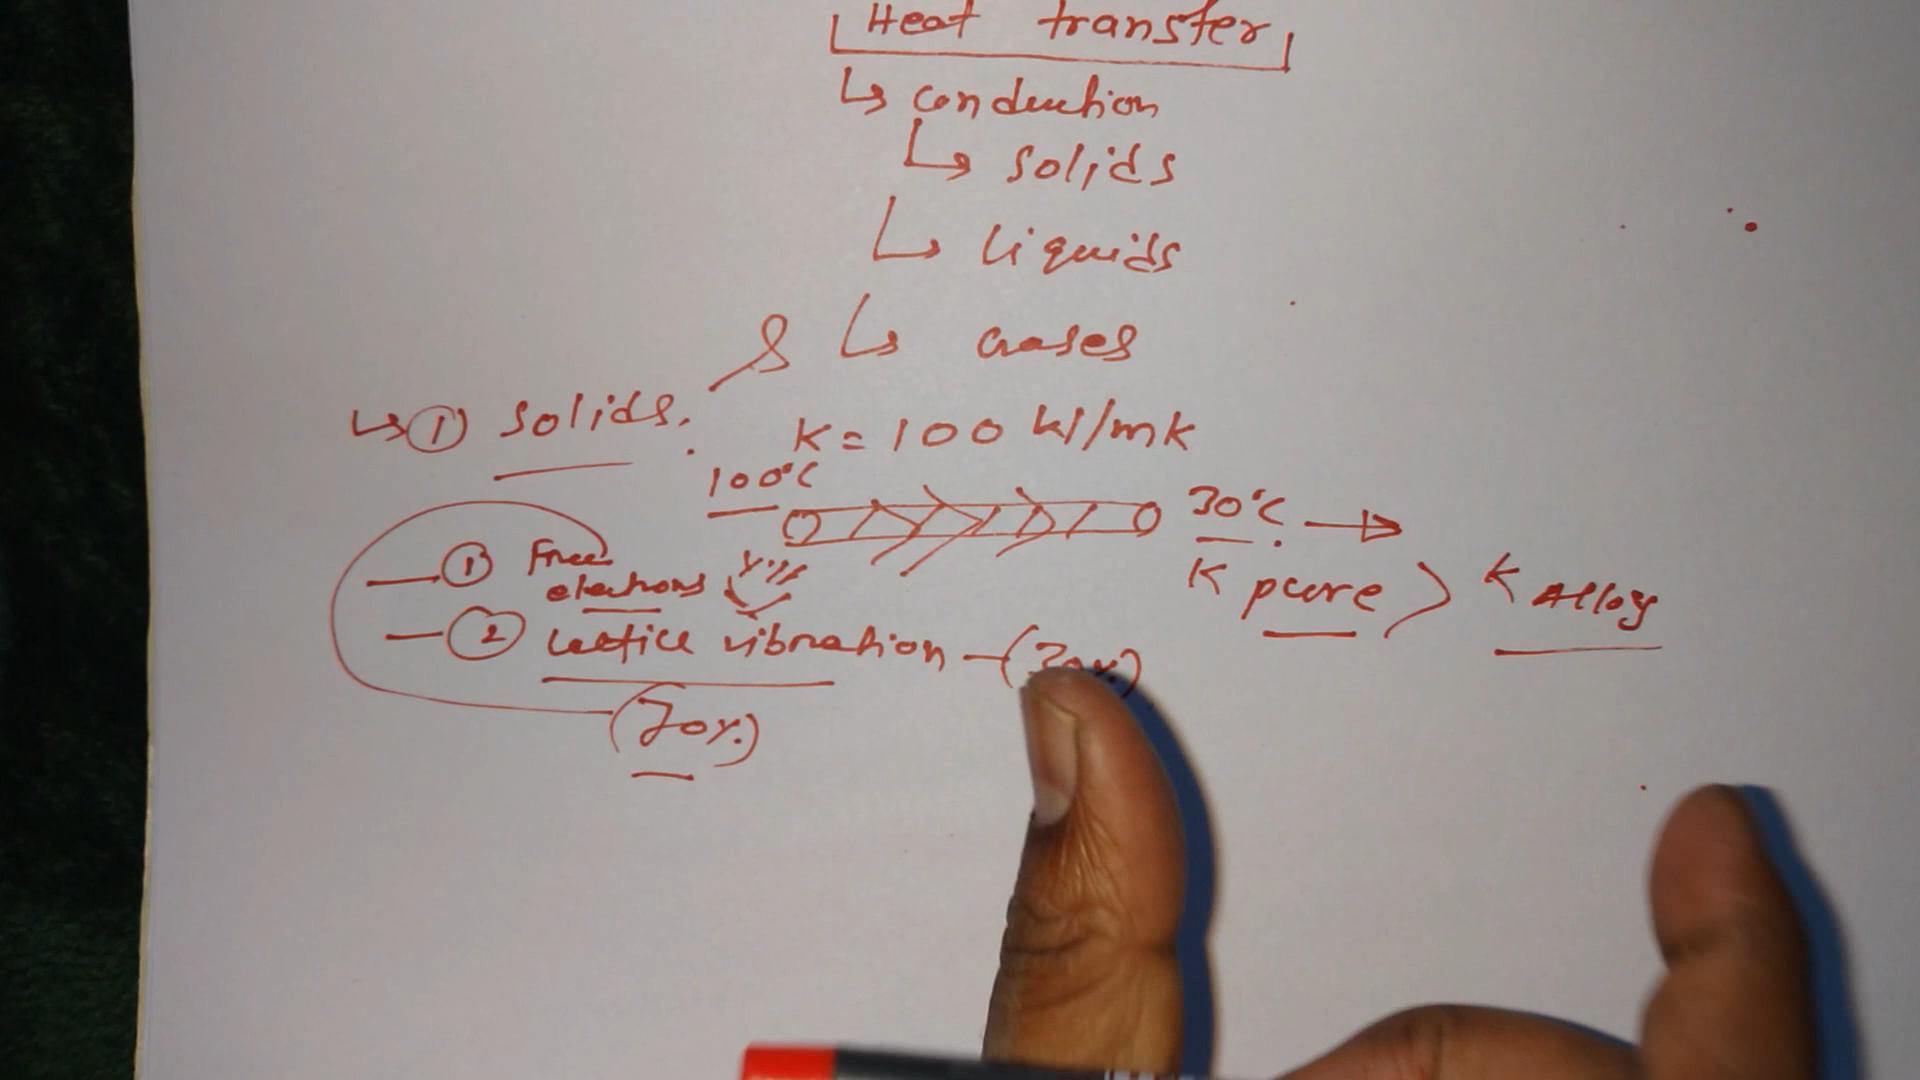 Heat transfer
↳ conduction
↳ solids
↳ liquids
↳ Gases
↳ ① solids.
K = 100 W/mK
100°C
30°C →
① Free electrons
K pure > K Alloy
② Lattice vibration - (30%)
(70%)